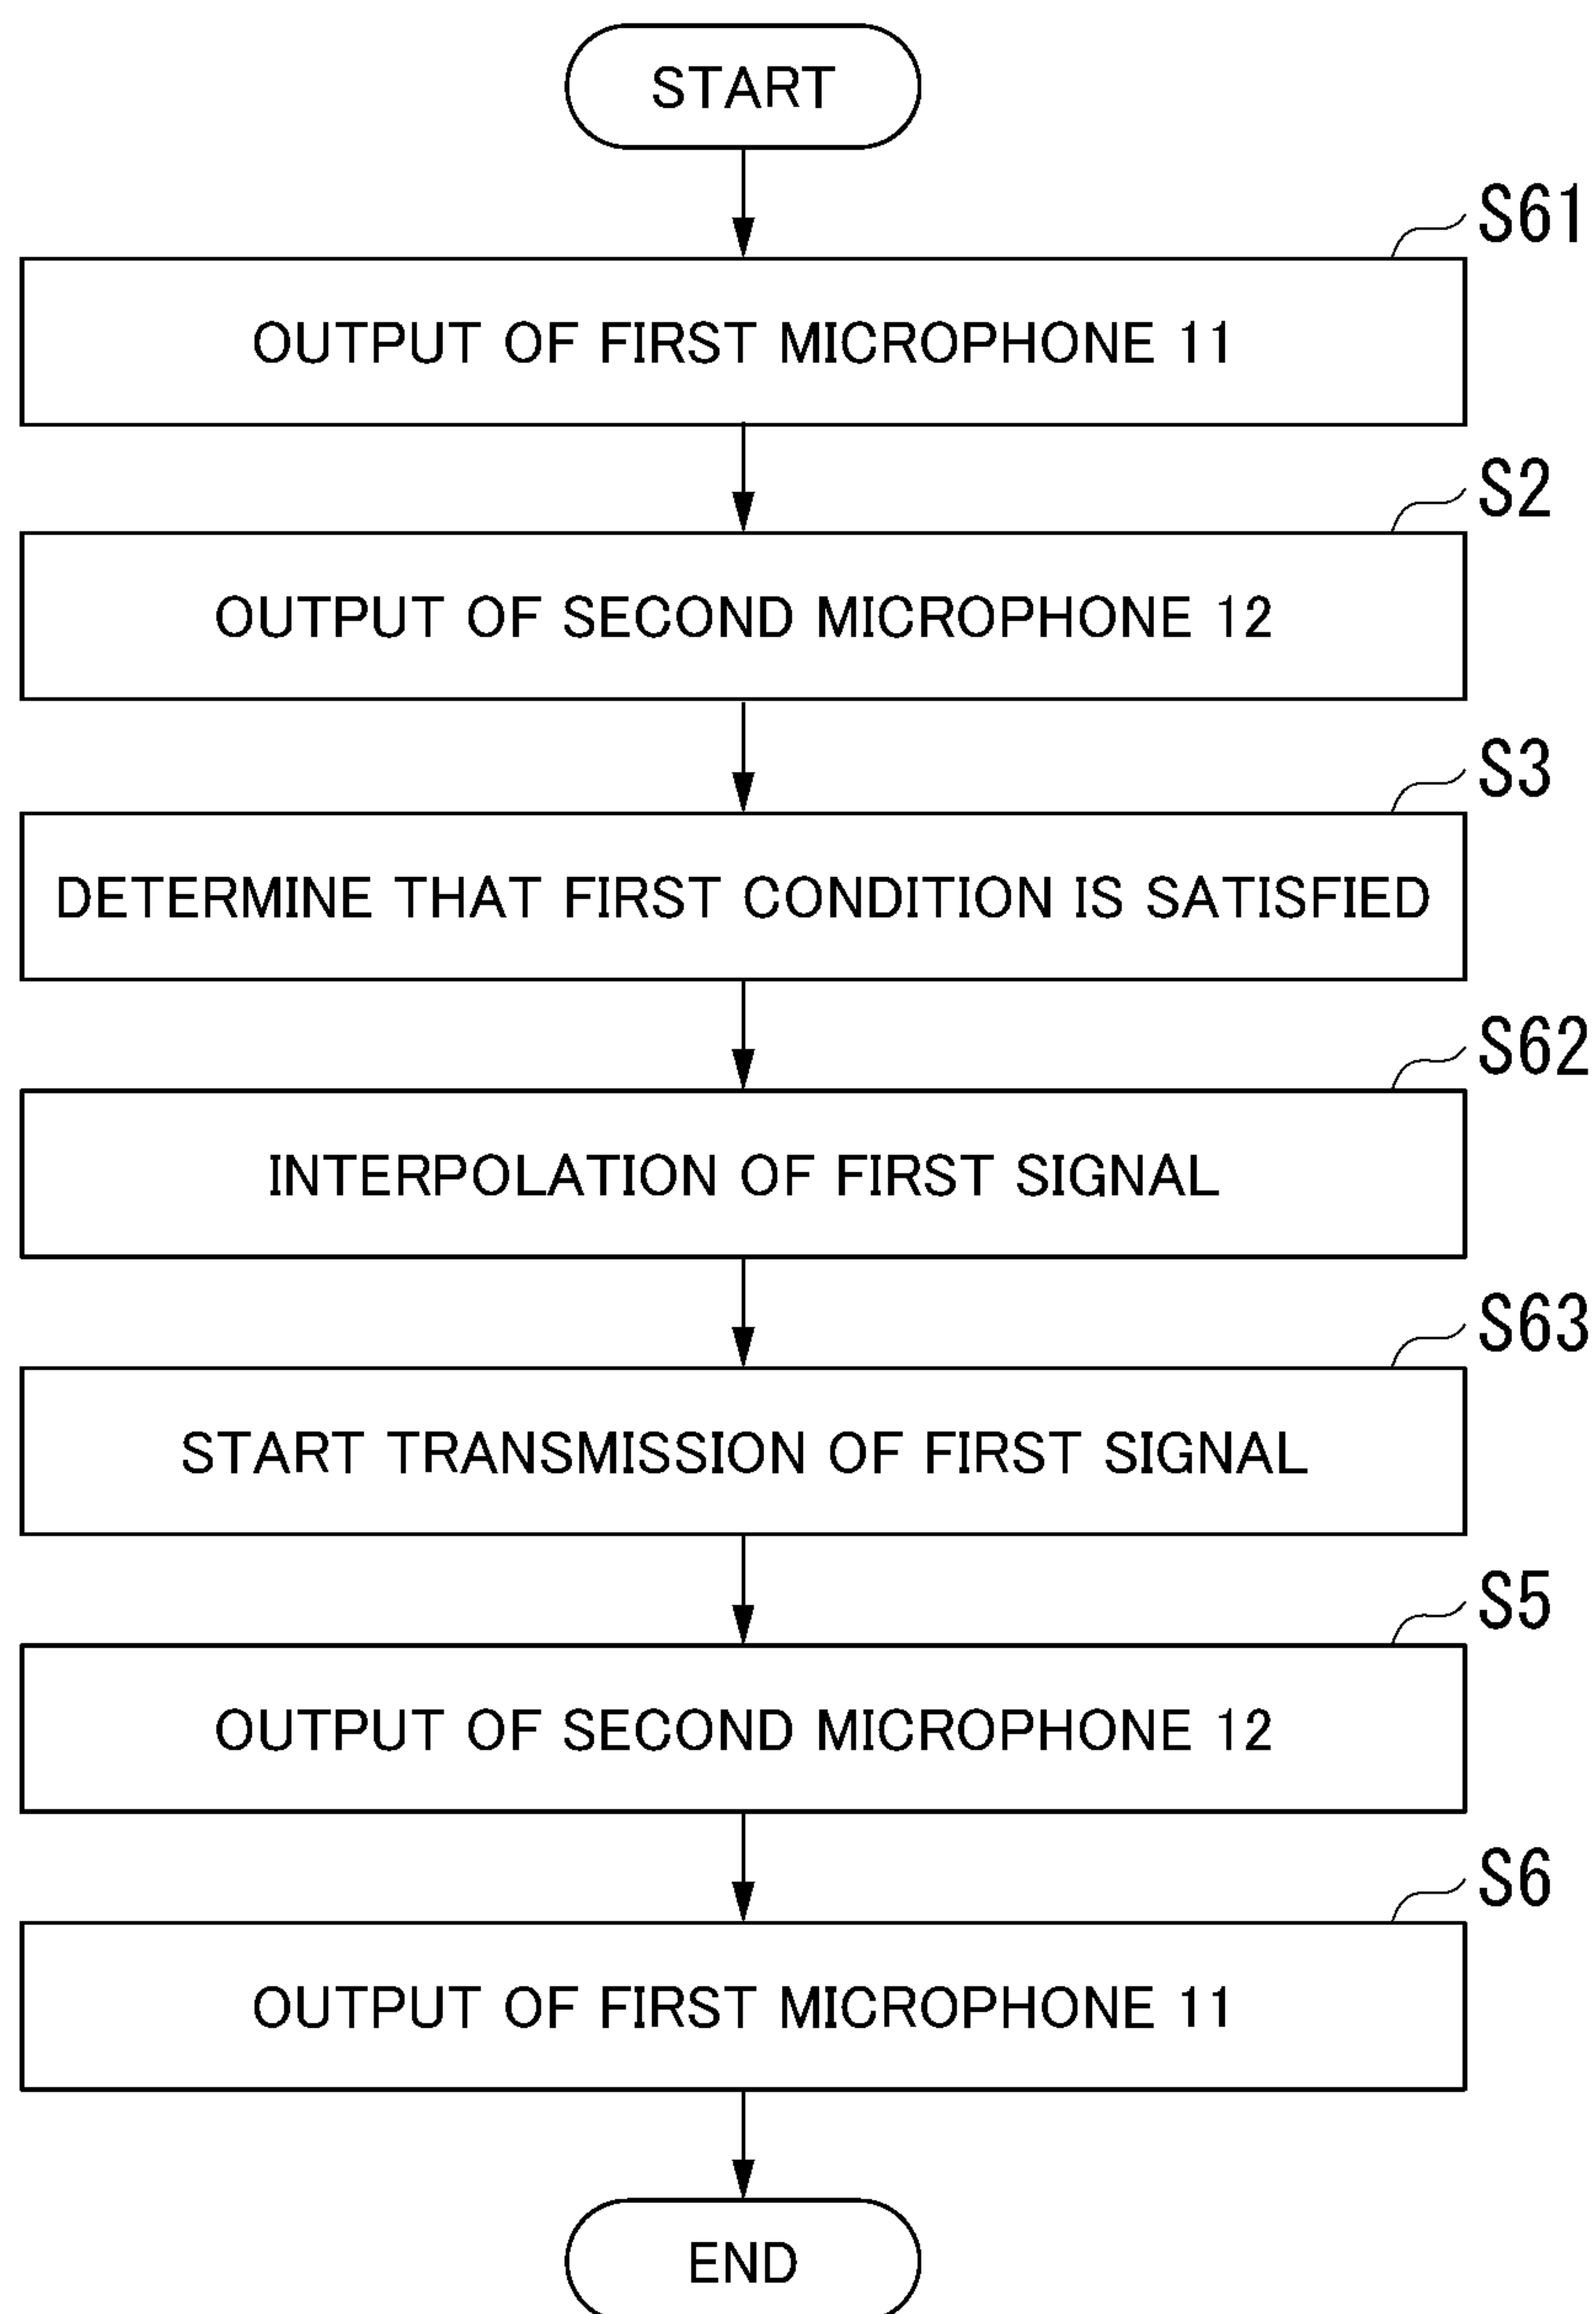 START
S61
OUTPUT OF FIRST MICROPHONE 11
S2
OUTPUT OF SECOND MICROPHONE 12
S3
DETERMINE THAT FIRST CONDITION IS SATISFIED
S62
INTERPOLATION OF FIRST SIGNAL
S63
START TRANSMISSION OF FIRST SIGNAL
S5
OUTPUT OF SECOND MICROPHONE 12
S6
OUTPUT OF FIRST MICROPHONE 11
END